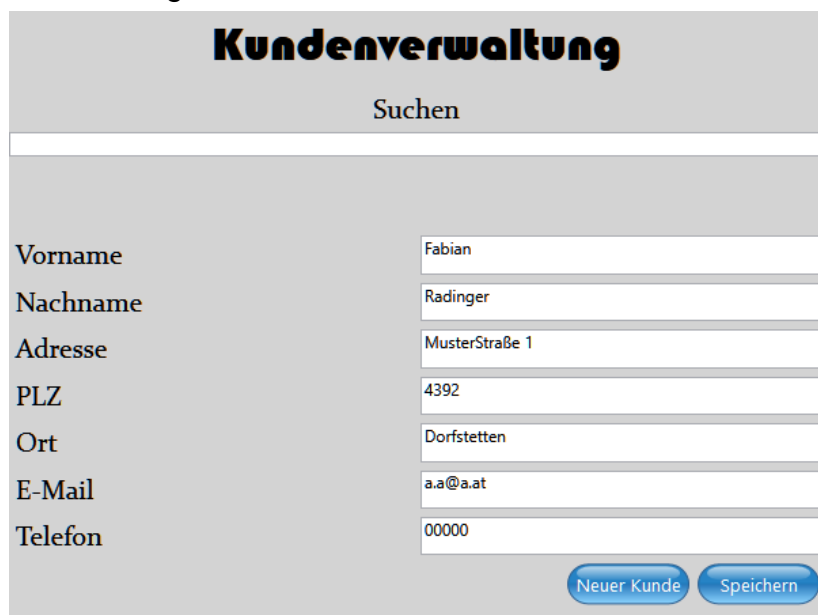 Kundenverwaltung
Suchen
Vorname Fabian
Nachname Radinger
Adresse MusterStraße 1
PLZ 4392
Ort Dorfstetten
E-Mail a.a@a.at
Telefon 00000
Neuer Kunde Speichern